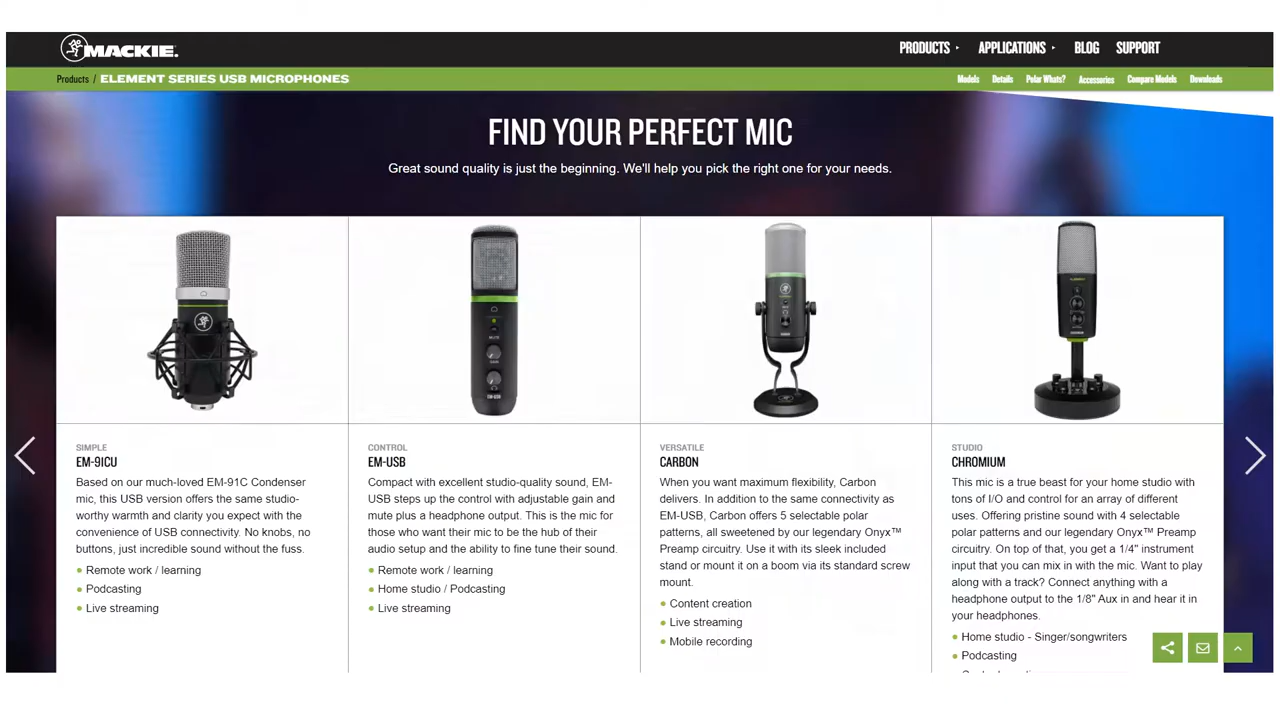 MACKIE.
PRODUCTS
APPLICATIONS
BLOG
SUPPORT
Products / ELEMENT SERIES USB MICROPHONES
Models
Details
Polar Whats?
Accessories
Compare Models
Downloads
FIND YOUR PERFECT MIC
Great sound quality is just the beginning. We'll help you pick the right one for your needs.
SIMPLE
EM-91CU
Based on our much-loved EM-91C Condenser
mic, this USB version offers the same studio-
worthy warmth and clarity you expect with the
convenience of USB connectivity. No knobs, no
buttons, just incredible sound without the fuss.
Remote work / learning
Podcasting
Live streaming
MUTE
GAIN
EM-USB
CONTROL
EM-USB
Compact with excellent studio-quality sound, EM-
USB steps up the control with adjustable gain and
mute plus a headphone output. This is the mic for
those who want their mic to be the hub of their
audio setup and the ability to fine tune their sound.
Remote work / learning
Home studio / Podcasting
Live streaming
VERSATILE
CARBON
When you want maximum flexibility, Carbon
delivers. In addition to the same connectivity as
EM-USB, Carbon offers 5 selectable polar
patterns, all sweetened by our legendary Onyx™
Preamp circuitry. Use it with its sleek included
stand or mount it on a boom via its standard screw
mount.
Content creation
Live streaming
Mobile recording
STUDIO
CHROMIUM
This mic is a true beast for your home studio with
tons of I/O and control for an array of different
uses. Offering pristine sound with 4 selectable
polar patterns and our legendary Onyx™ Preamp
circuitry. On top of that, you get a 1/4" instrument
input that you can mix in with the mic. Want to play
along with a track? Connect anything with a
headphone output to the 1/8" Aux in and hear it in
your headphones.
Home studio - Singer/songwriters
Podcasting